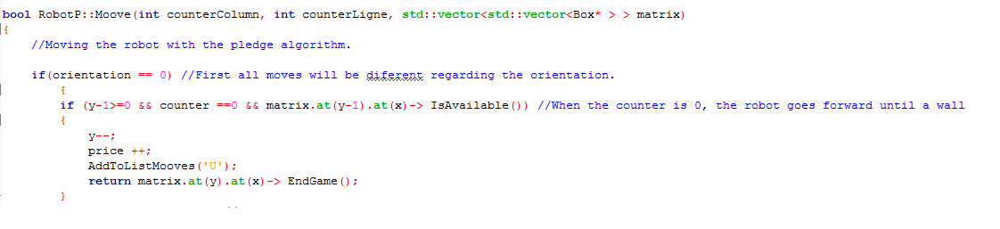 bool RobotP::Moove(int counterColumn, int counterLigne, std::vector<std::vector<Box* > > matrix)
{
//Moving the robot with the pledge algorithm.
if(orientation == 0) //First all moves will be diferent regarding the orientation.
{
if (y-1>=0 && counter ==0 && matrix.at(y-1).at(x)-> IsAvailable()) //When the counter is 0, the robot goes forward until a wall
{
y--;
price ++;
AddToListMooves('U');
return matrix.at(y).at(x)-> EndGame();
}